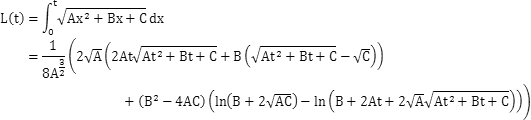 L(t) = ∫₀ᵗ √(Ax² + Bx + C) dx
= 1/(8A^(3/2)) (2√A (2At√(At² + Bt + C) + B (√(At² + Bt + C) − √C))
+ (B² − 4AC) (ln(B + 2√(AC)) − ln (B + 2At + 2√A√(At² + Bt + C))))